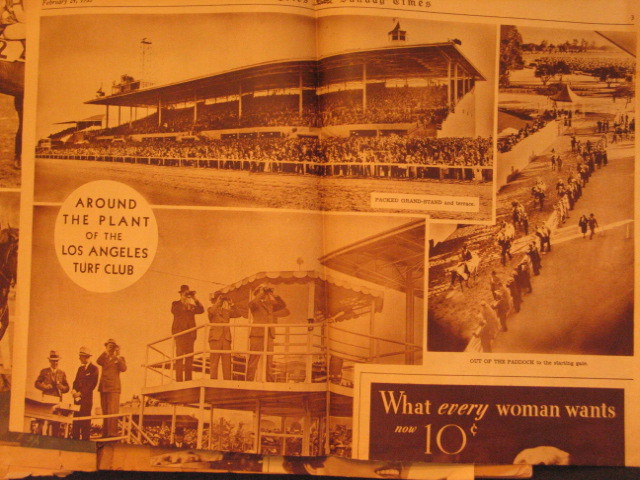 Sunday Times
PACKED GRAND-STAND and terrace.
AROUND
THE PLANT
OF THE
LOS ANGELES
TURF CLUB
OUT OF THE PADDOCK to the starting gate.
What every woman wants
now 10¢